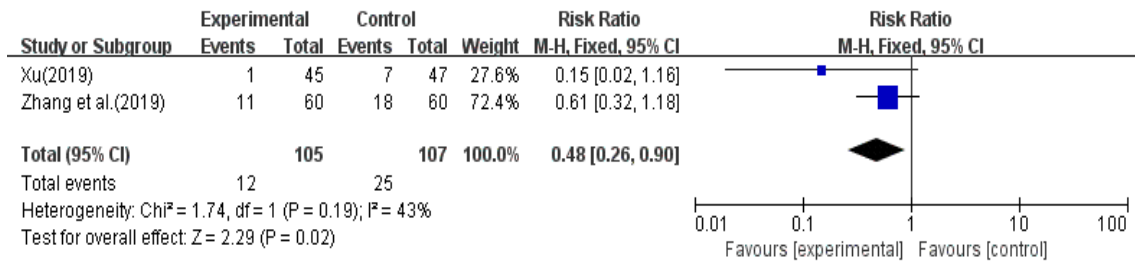 Experimental Control Risk Ratio Risk Ratio
Study or Subgroup Events Total Events Total Weight M-H, Fixed, 95% CI M-H, Fixed, 95% CI
Xu(2019) 1 45 7 47 27.6% 0.15 [0.02, 1.16]
Zhang et al.(2019) 11 60 18 60 72.4% 0.61 [0.32, 1.18]
Total (95% CI) 105 107 100.0% 0.48 [0.26, 0.90]
Total events 12 25
Heterogeneity: Chi² = 1.74, df = 1 (P = 0.19); I² = 43%
Test for overall effect: Z = 2.29 (P = 0.02)
0.01 0.1 1 10 100
Favours [experimental] Favours [control]